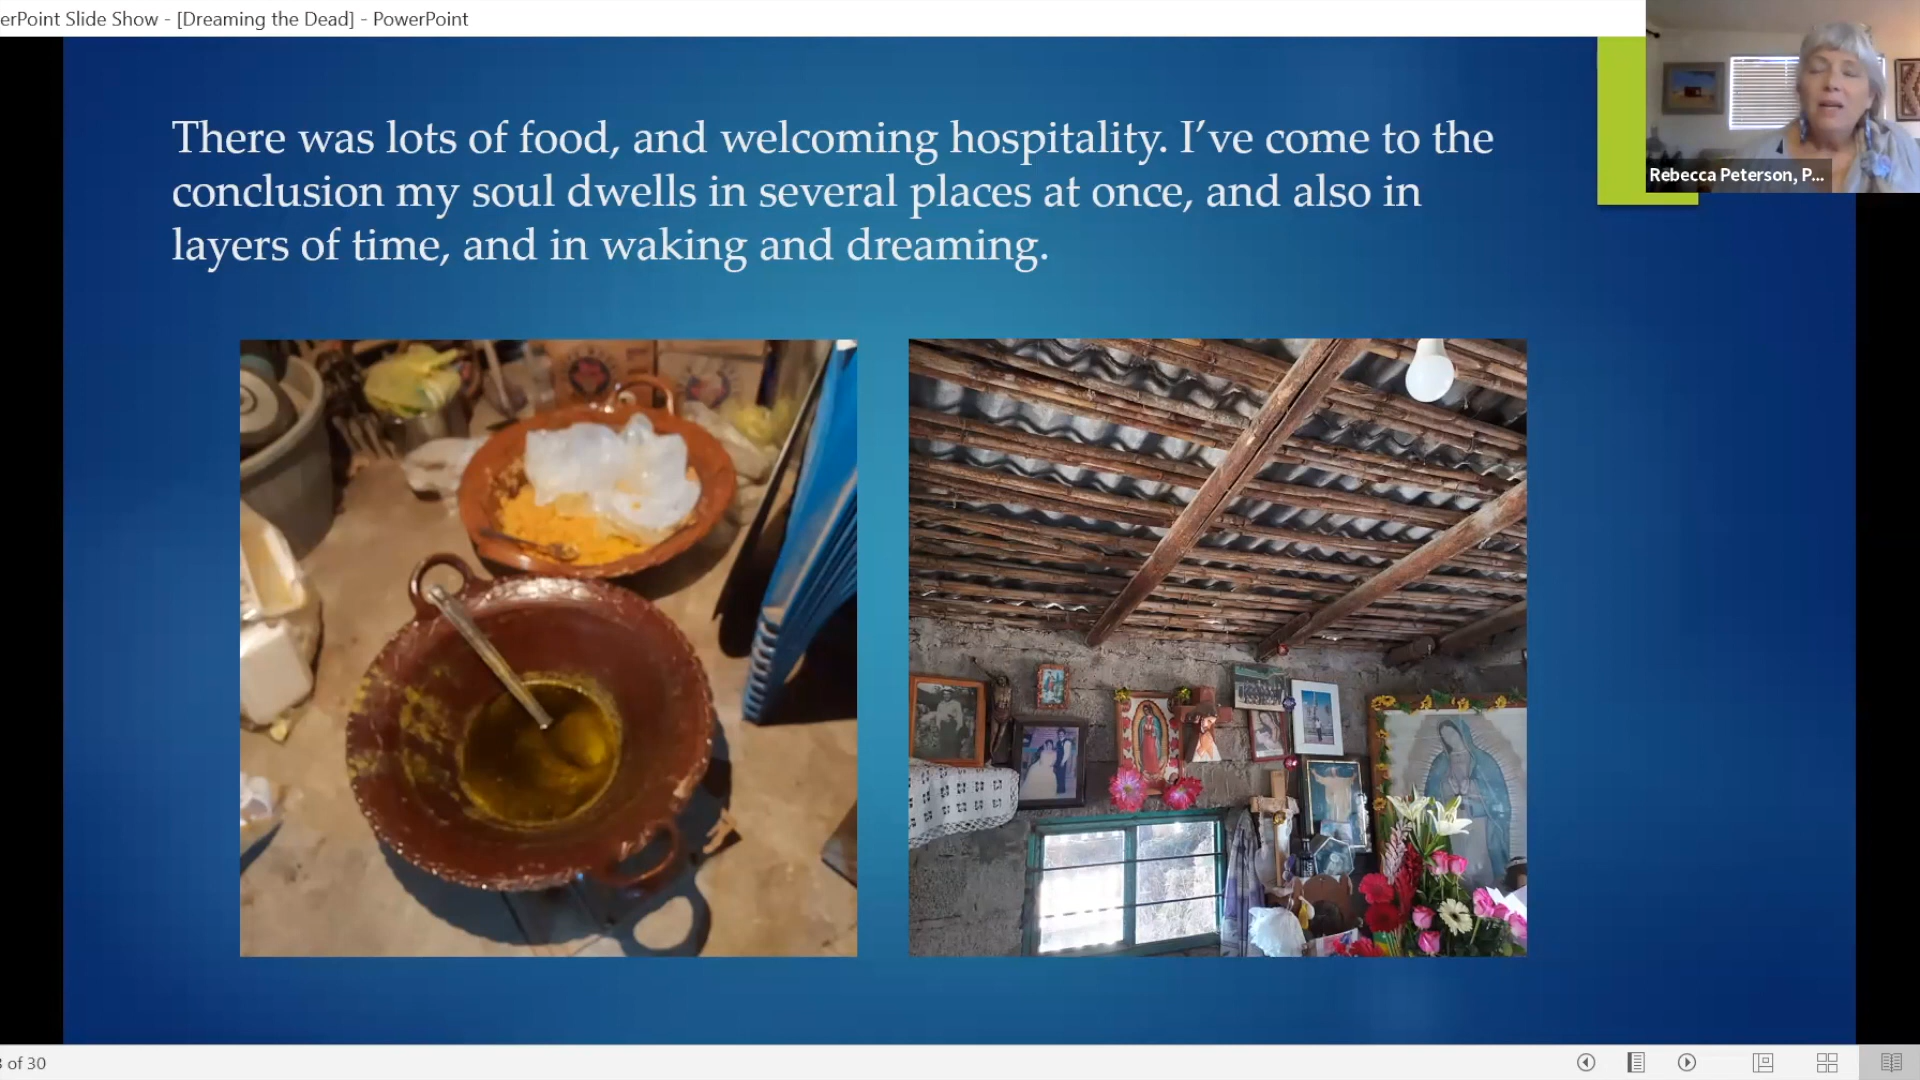 erPoint Slide Show - [Dreaming the Dead] - PowerPoint
Rebecca Peterson, P...
There was lots of food, and welcoming hospitality. I’ve come to the
conclusion my soul dwells in several places at once, and also in
layers of time, and in waking and dreaming.
of 30